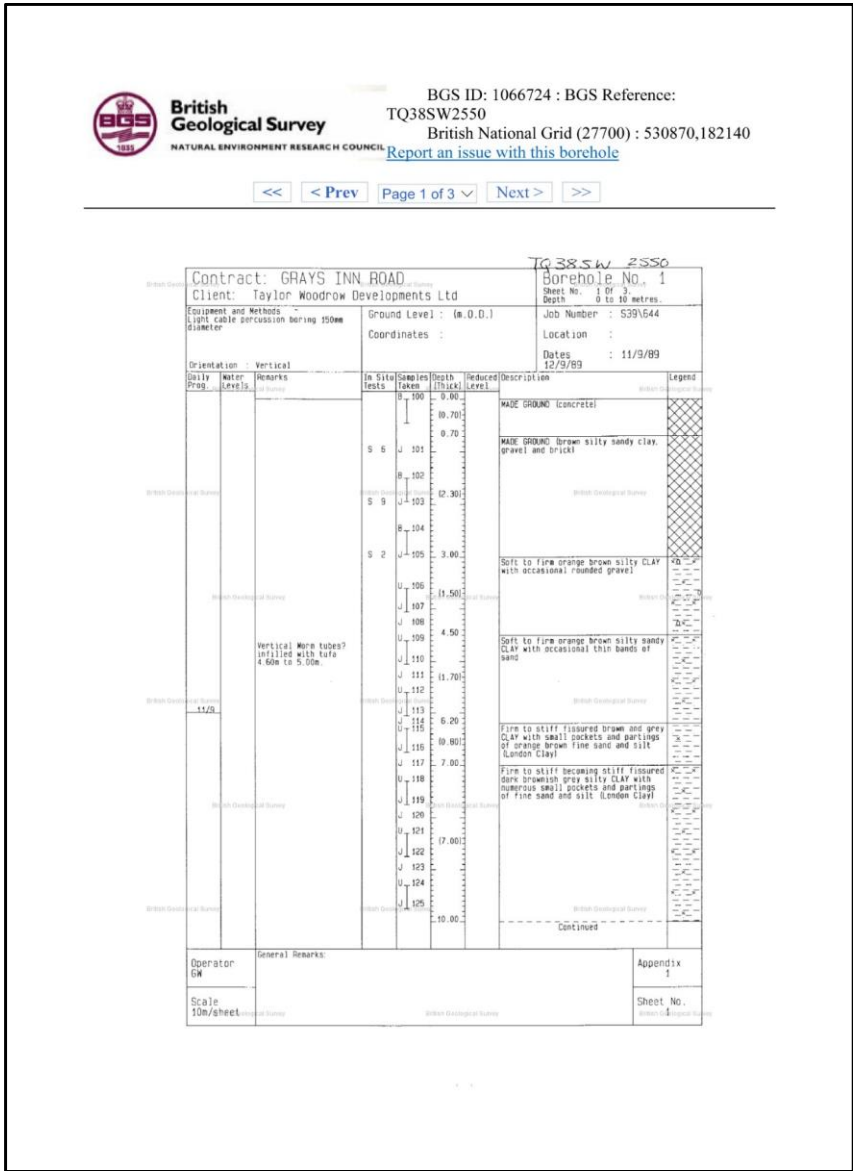 BGS
1835
British
Geological Survey
NATURAL ENVIRONMENT RESEARCH COUNCIL
BGS ID: 1066724 : BGS Reference:
TQ38SW2550
British National Grid (27700) : 530870,182140
Report an issue with this borehole
<< < Prev Page 1 of 3 Next > >>
TQ38SW 2550
Contract: GRAYS INN ROAD
Client: Taylor Woodrow Developments Ltd
Borehole No. 1
Sheet No. 1 Of 3.
Depth 0 to 10 metres.
Equipment and Methods -
Light cable percussion boring 150mm
diameter
Orientation : Vertical
Ground Level : (m.O.D.)
Coordinates :
Job Number : S39\644
Location :
Dates : 11/9/89
12/9/89
Daily Prog. Water Levels Remarks In Situ Tests Samples Taken Depth (Thick) Reduced Level Description Legend
B 100 0.00
MADE GROUND (concrete)
(0.70)
0.70
MADE GROUND (brown silty sandy clay,
gravel and brick)
S 6 J 101
B 102
(2.30)
S 9 J 103
B 104
S 2 J 105 3.00
Soft to firm orange brown silty CLAY
with occasional rounded gravel
U 106
(1.50)
J 107
J 108
4.50
U 109
Soft to firm orange brown silty sandy
CLAY with occasional thin bands of
sand
Vertical Worm tubes?
infilled with tufa
4.60m to 5.00m.
J 110
J 111 (1.70)
U 112
11/9
J 113
J 114 6.20
U 115
Firm to stiff fissured brown and grey
CLAY with small pockets and partings
of orange brown fine sand and silt
(London Clay)
J 116 (0.80)
J 117 7.00
Firm to stiff becoming stiff fissured
dark brownish grey silty CLAY with
numerous small pockets and partings
of fine sand and silt (London Clay)
U 118
J 119
J 120
U 121
(7.00)
J 122
J 123
U 124
J 125
10.00
Continued
Operator
GW
General Remarks:
Appendix
1
Scale
10m/sheet
Sheet No.
1
British Geological Survey